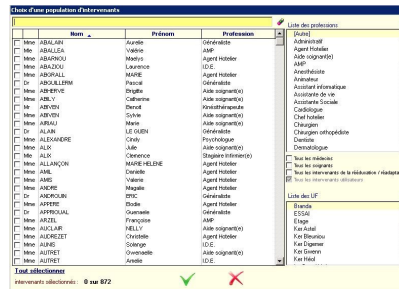 Choix d'une population d'intervenants
Nom Prénom Profession
Mme ABALAIN Aurelie Généraliste
Mlle ABALLEA Valérie AMP
Mme ABARNOU Maelys Agent Hotelier
Mme ABAZIOU Laurence I.D.E.
Mme ABGRALL MARIE Agent Hotelier
Dr ABGUILLERM Pascal Généraliste
Mme ABHERVE Brigitte Aide soignant(e)
Mme ABILY Catherine Aide soignant(e)
Mr ABIVEN Benoit Kinésithérapeute
Mme ABIVEN Sylvie Aide soignant(e)
Mme AIRIAU Marie Aide soignant(e)
Dr ALAIN LE GUEN Généraliste
Mme ALEXANDRE Cindy Psychologue
Mme ALIX Julie Aide soignant(e)
Mle ALIX Clemence Stagiaire Infirmier(e)
Mme ALLANÇON MARIE HELENE Agent Hotelier
Mme AMIL Danielle Agent Hotelier
Mme AMIS Valerie Agent Hotelier
Mme ANDRE Magalie Agent Hotelier
Dr ANDROUIN ERIC Généraliste
Mme APPERE Elodie Agent Hotelier
Dr APPRIOUAL Guenaele Généraliste
Mme ARZEL Françoise AMP
Mme AUCLAIR NELLY Aide soignant(e)
Mme AUDREZET Christelle Agent Hotelier
Mme AUNIS Solenge I.D.E.
Mme AUTRET Gwenaelle Aide soignant(e)
Mme AUTRET Amelie I.D.E.
Tout sélectionner
intervenants sélectionnés : 0 sur 872
Liste des professions
[Autre]
Administratif
Agent Hotelier
Aide soignant(e)
AMP
Anesthésiste
Animateur
Assistant informatique
Assistante de vie
Assistante Sociale
Cardiologue
Chef hotelier
Chirurgien
Chirurgien orthopédiste
Dentiste
Dermatologue
Tous les médecins
Tous les soignants
Tous les intervenants de la rééducation / réadapta
Tous les intervenants utilisateurs
Liste des UF
Branda
ESSAI
Etage
Ker Astel
Ker Bleuniou
Ker Digemer
Ker Gwenn
Ker Héol